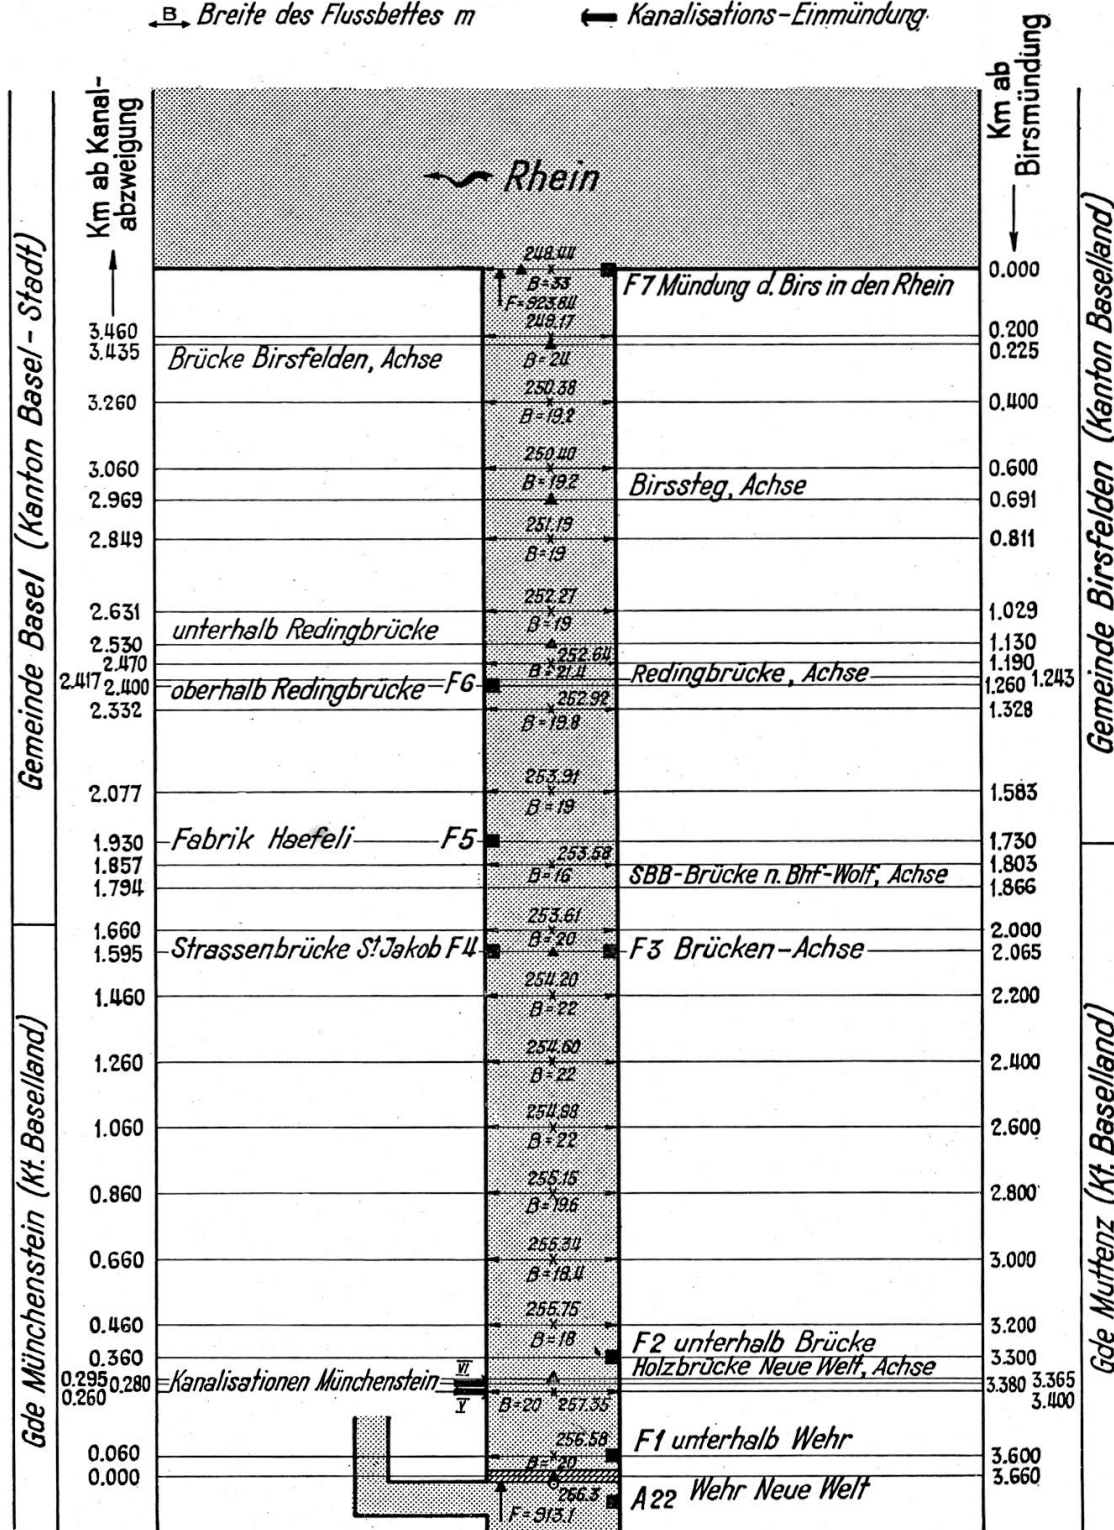 B Breite des Flussbettes m
Kanalisations-Einmündung
Km ab Kanal-
abzweigung
Km ab
Birsmündung
Rhein
Gemeinde Basel (Kanton Basel-Stadt)
Gde Münchenstein (Kt. Baselland)
Gemeinde Birsfelden (Kanton Baselland)
Gde Muttenz (Kt. Baselland)
248.44 0.000
B=33 F7 Mündung d. Birs in den Rhein
F=923.84
249.17
3.460 0.200
3.435 0.225
Brücke Birsfelden, Achse B=24
250.38
3.260 0.400
B=19.2
250.40
3.060 0.600
B=19.2 Birssteg, Achse
2.969 0.691
251.19
2.849 0.811
B=19
252.27
2.631 1.029
unterhalb Redingbrücke B=19
2.530 1.130
252.64
2.470 1.190
B=21.4 Redingbrücke, Achse
2.417 1.243
2.400 oberhalb Redingbrücke F6 1.260
252.92
2.332 1.328
B=19.8
253.91
2.077 1.583
B=19
1.930 Fabrik Haefeli F5 1.730
253.58
1.857 1.803
B=16 SBB-Brücke n. Bhf-Wolf, Achse
1.794 1.866
253.61
1.660 2.000
B=20
1.595 Strassenbrücke St. Jakob F4 F3 Brücken-Achse 2.065
254.20
1.460 2.200
B=22
254.60
1.260 2.400
B=22
254.98
1.060 2.600
B=22
255.15
0.860 2.800
B=19.6
255.34
0.660 3.000
B=18.4
255.75
0.460 3.200
B=18 F2 unterhalb Brücke
0.360 3.300
Holzbrücke Neue Welt, Achse
VI
0.295 0.280 Kanalisationen Münchenstein 3.380 3.365
V
0.260 B=20 257.35 3.400
256.58 F1 unterhalb Wehr
0.060 3.600
B=20
0.000 3.660
266.3 A22 Wehr Neue Welt
F=913.1